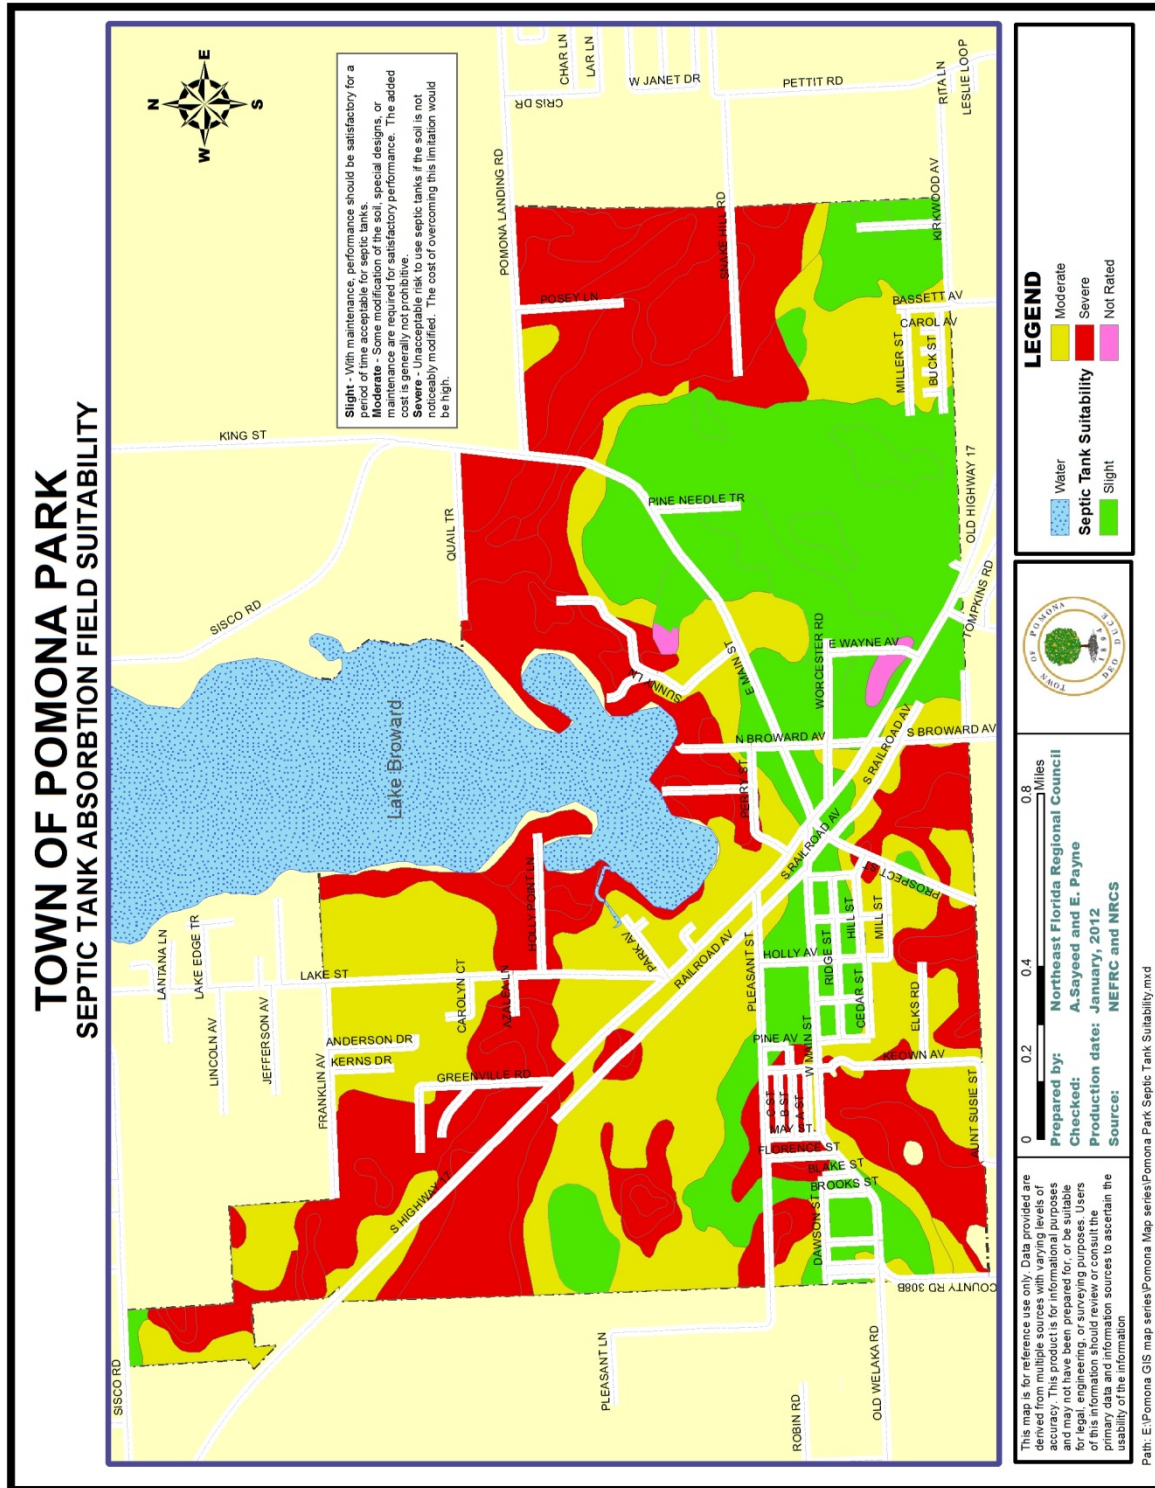 TOWN OF POMONA PARK
SEPTIC TANK ABSORBTION FIELD SUITABILITY
N
W
E
S
Slight - With maintenance, performance should be satisfactory for a
period of time acceptable for septic tanks.
Moderate - Some modification of the soil, special designs, or
maintenance are required for satisfactory performance. The added
cost is generally not prohibitive.
Severe - Unacceptable risk to use septic tanks if the soil is not
noticeably modified. The cost of overcoming this limitation would
be high.
SISCO RD
LANTANA LN
LAKE EDGE TR
LINCOLN AV
JEFFERSON AV
LAKE ST
FRANKLIN AV
ANDERSON DR
KERNS DR
CAROLYN CT
AZALEA LN
HOLLY POINT LN
GREENVILLE RD
S HIGHWAY 17
PARK AV
RAILROAD AV
Lake Broward
SISCO RD
KING ST
QUAIL TR
POMONA LANDING RD
CRIS DR
CHAR LN
LAR LN
W JANET DR
PETTIT RD
RITA LN
LESLIE LOOP
POSEY LN
SNAKE HILL RD
KIRKWOOD AV
BASSETT AV
CAROL AV
MILLER ST
BUCK ST
OLD HIGHWAY 17
TOMPKINS RD
PINE NEEDLE TR
SUNNY LN
E MAIN ST
WORCESTER RD
E WAYNE AV
N BROWARD AV
S BROWARD AV
S RAILROAD AV
PERRY ST
S RAILROAD AV
PROSPECT ST
PLEASANT ST
HOLLY AV
RIDGE ST
HILL ST
MILL ST
CEDAR ST
ELKS RD
PINE AV
W MAIN ST
KEOWN AV
C ST
B ST
A ST
MAY ST
FLORENCE ST
BLAKE ST
BROOKS ST
DAWSON ST
AUNT SUSIE ST
COUNTY RD 308B
PLEASANT LN
ROBIN RD
OLD WELAKA RD
This map is for reference use only. Data provided are
derived from multiple sources with varying levels of
accuracy. This product is for informational purposes
and may not have been prepared for, or be suitable
for legal, engineering, or surveying purposes. Users
of this information should review or consult the
primary data and information sources to ascertain the
usability of the information
0 0.2 0.4 0.8
Miles
Prepared by: Northeast Florida Regional Council
Checked: A.Sayeed and E. Payne
Production date: January, 2012
Source: NEFRC and NRCS
TOWN OF POMONA
1894
DEO DUCE
LEGEND
Water
Septic Tank Suitability
Slight
Moderate
Severe
Not Rated
Path: E:\Pomona GIS map series\Pomona Map series\Pomona Park Septic Tank Suitability.mxd